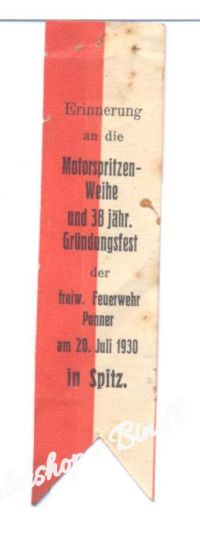 Erinnerung
an die
Motorspritzen-
Weihe
und 38 jähr.
Gründungsfest
der
freiw. Feuerwehr
Ponner
am 20. Juli 1930
in Spitz.